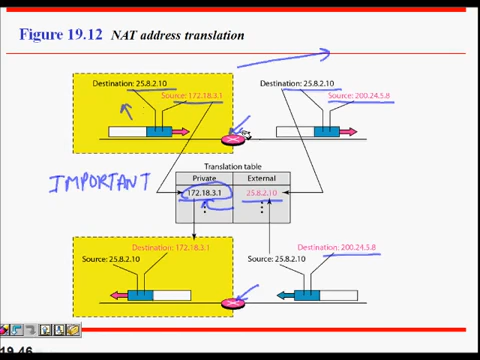 Figure 19.12 NAT address translation
Destination: 25.8.2.10
Source: 172.18.3.1
Destination: 25.8.2.10
Source: 200.24.5.8
IMPORTANT
Translation table
Private External
172.18.3.1 25.8.2.10
Destination: 172.18.3.1
Source: 25.8.2.10
Destination: 200.24.5.8
Source: 25.8.2.10
19.46